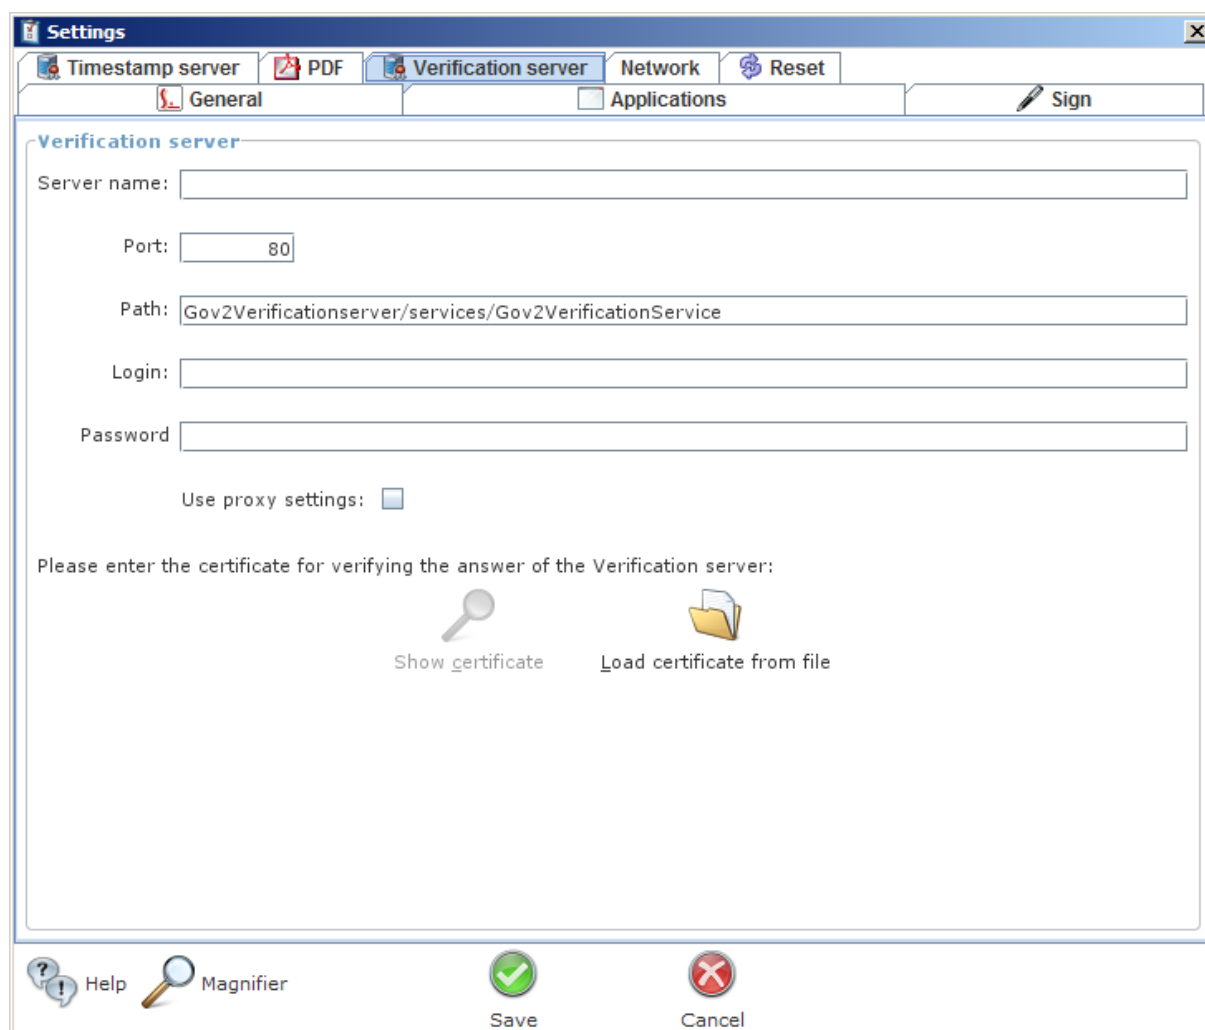 Settings
Timestamp server PDF Verification server Network Reset
General Applications Sign
Verification server
Server name:
Port: 80
Path: Gov2Verificationserver/services/Gov2VerificationService
Login:
Password
Use proxy settings:
Please enter the certificate for verifying the answer of the Verification server:
Show certificate Load certificate from file
Help Magnifier
Save Cancel